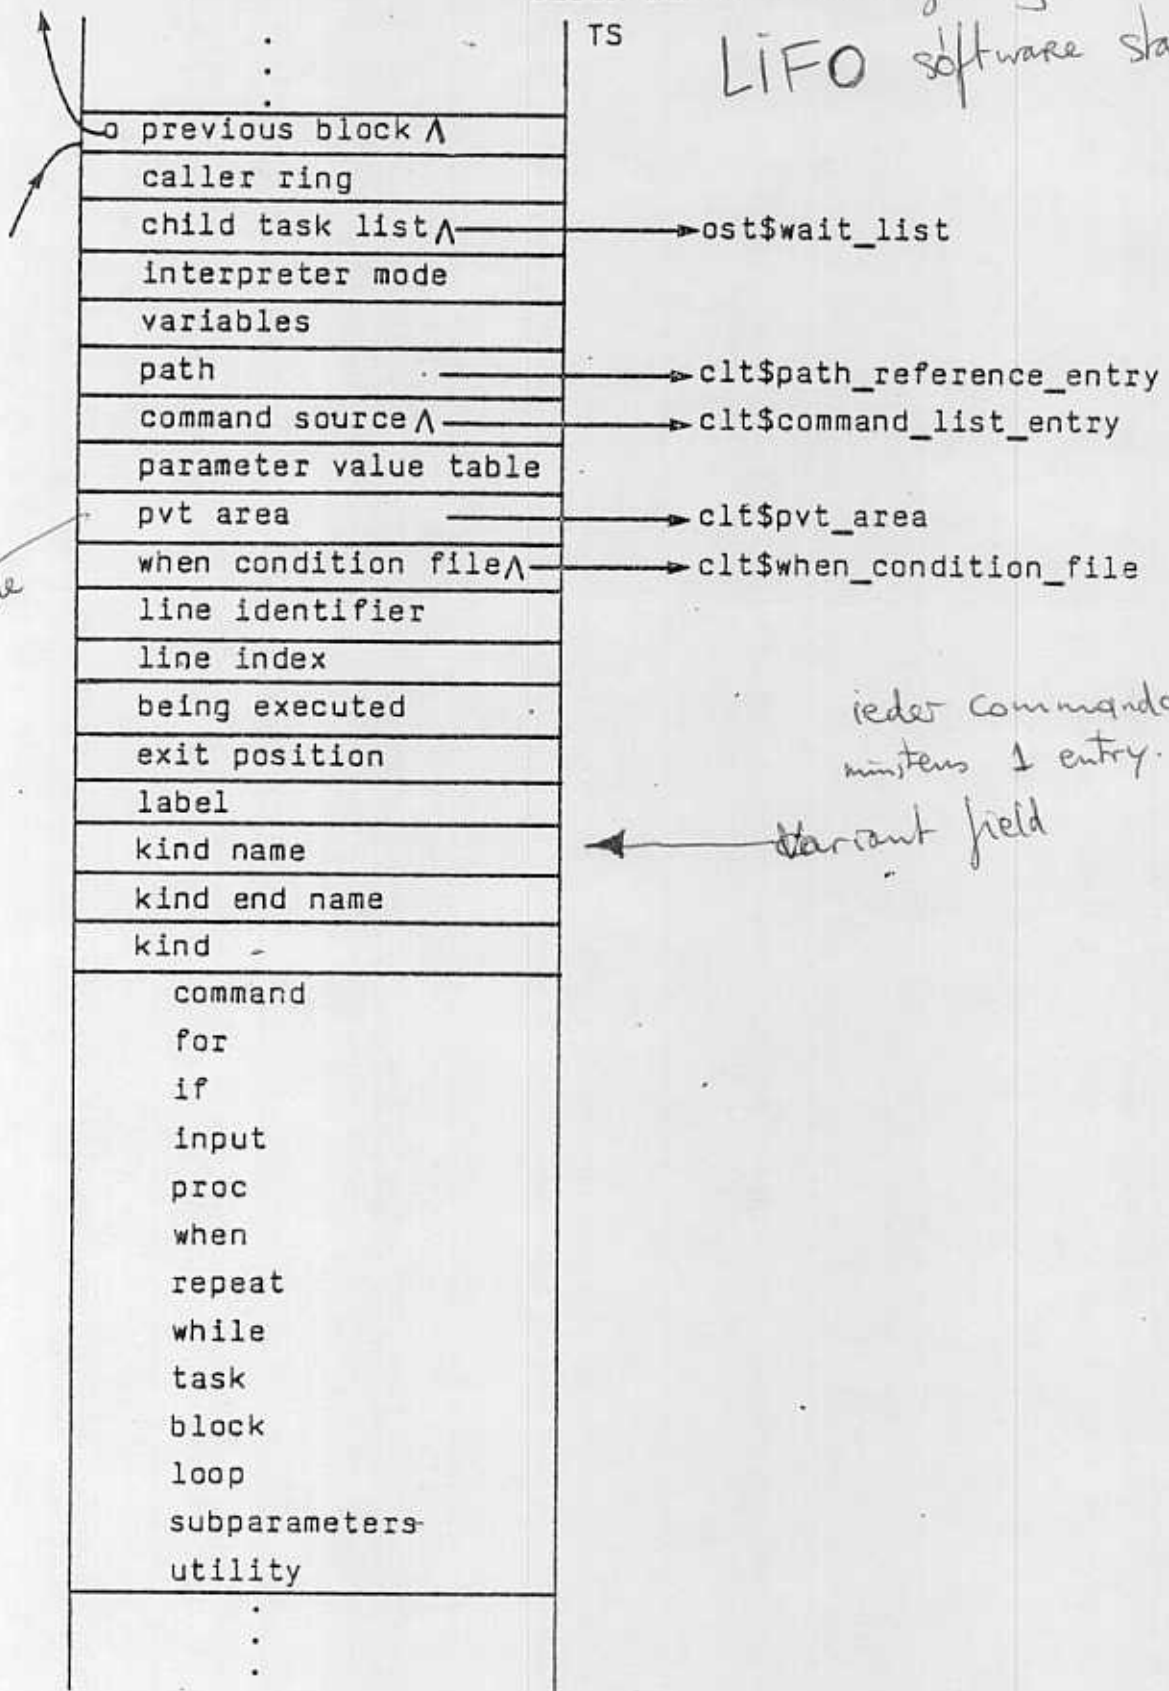 TS
LiFO software
o previous block ʌ
caller ring
child task list ʌ ost$wait_list
interpreter mode
variables
path clt$path_reference_entry
command source ʌ clt$command_list_entry
parameter value table
pvt area clt$pvt_area
when condition file ʌ clt$when_condition_file
line identifier
line index
being executed
ieder commando
exit position
minstens 1 entry.
label
kind name Variant field
kind end name
kind
command
for
if
input
proc
when
repeat
while
task
block
loop
subparameters
utility